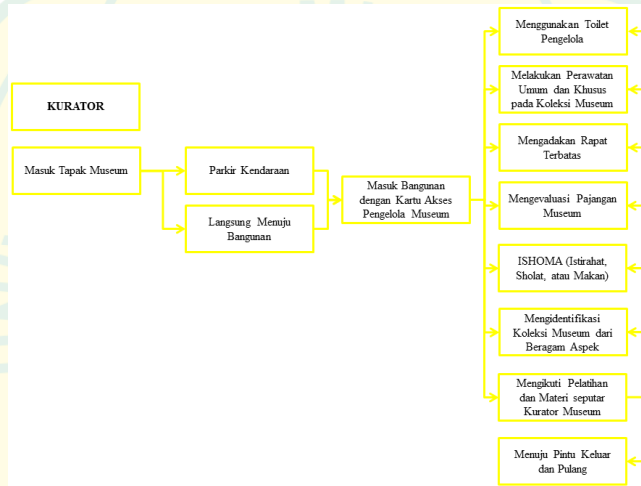 KURATOR
Masuk Tapak Museum
Parkir Kendaraan
Langsung Menuju
Bangunan
Masuk Bangunan
dengan Kartu Akses
Pengelola Museum
Menggunakan Toilet
Pengelola
Melakukan Perawatan
Umum dan Khusus
pada Koleksi Museum
Mengadakan Rapat
Terbatas
Mengevaluasi Pajangan
Museum
ISHOMA (Istirahat,
Sholat, atau Makan)
Mengidentifikasi
Koleksi Museum dari
Beragam Aspek
Mengikuti Pelatihan
dan Materi seputar
Kurator Museum
Menuju Pintu Keluar
dan Pulang